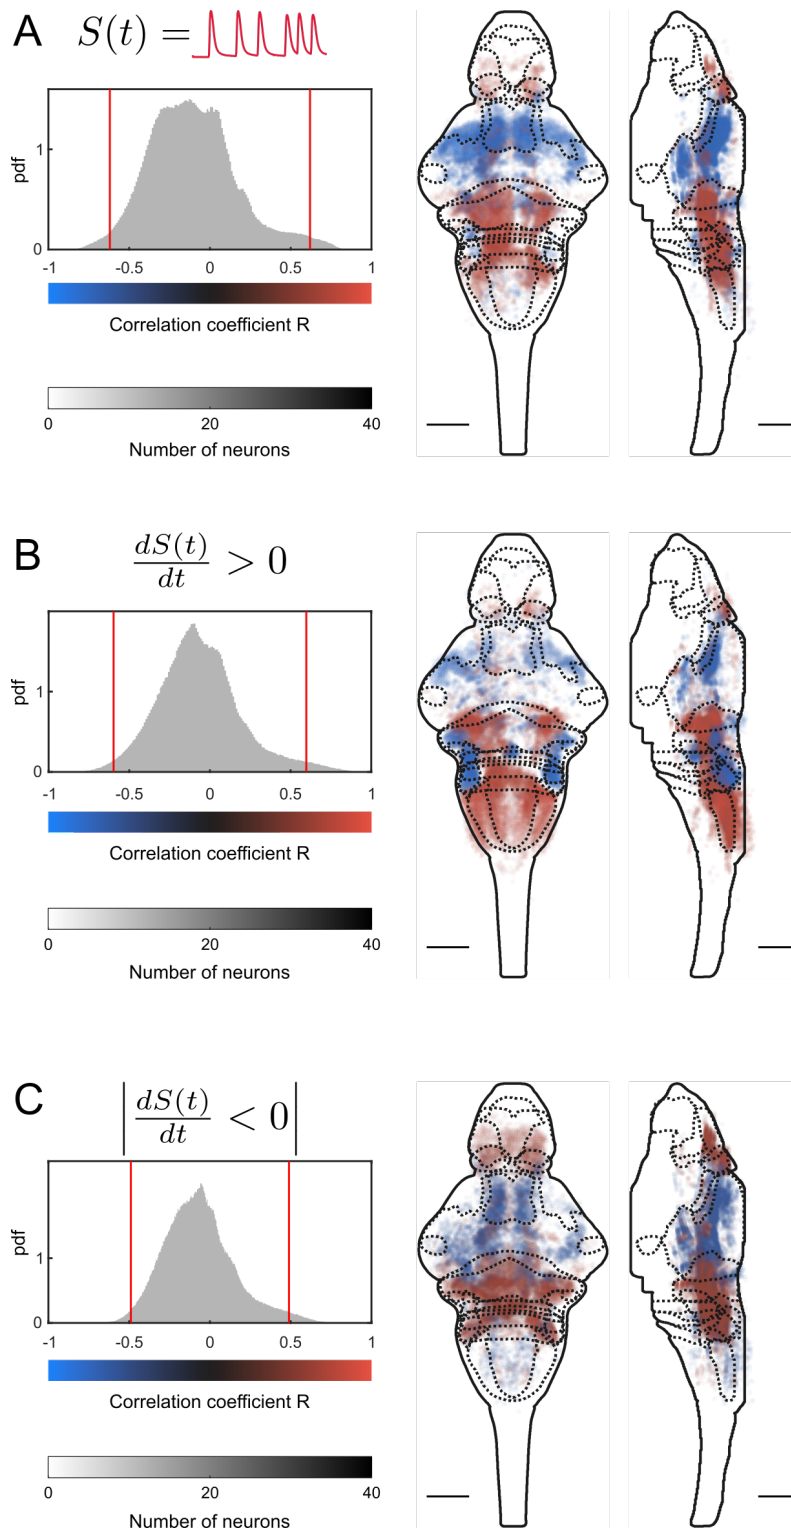 A S(t) =
pdf
1
0
-1 -0.5 0 0.5 1
Correlation coefficient R
0 20 40
Number of neurons
B dS(t)/dt > 0
pdf
1
0
-1 -0.5 0 0.5 1
Correlation coefficient R
0 20 40
Number of neurons
C |dS(t)/dt < 0|
pdf
1
0
-1 -0.5 0 0.5 1
Correlation coefficient R
0 20 40
Number of neurons